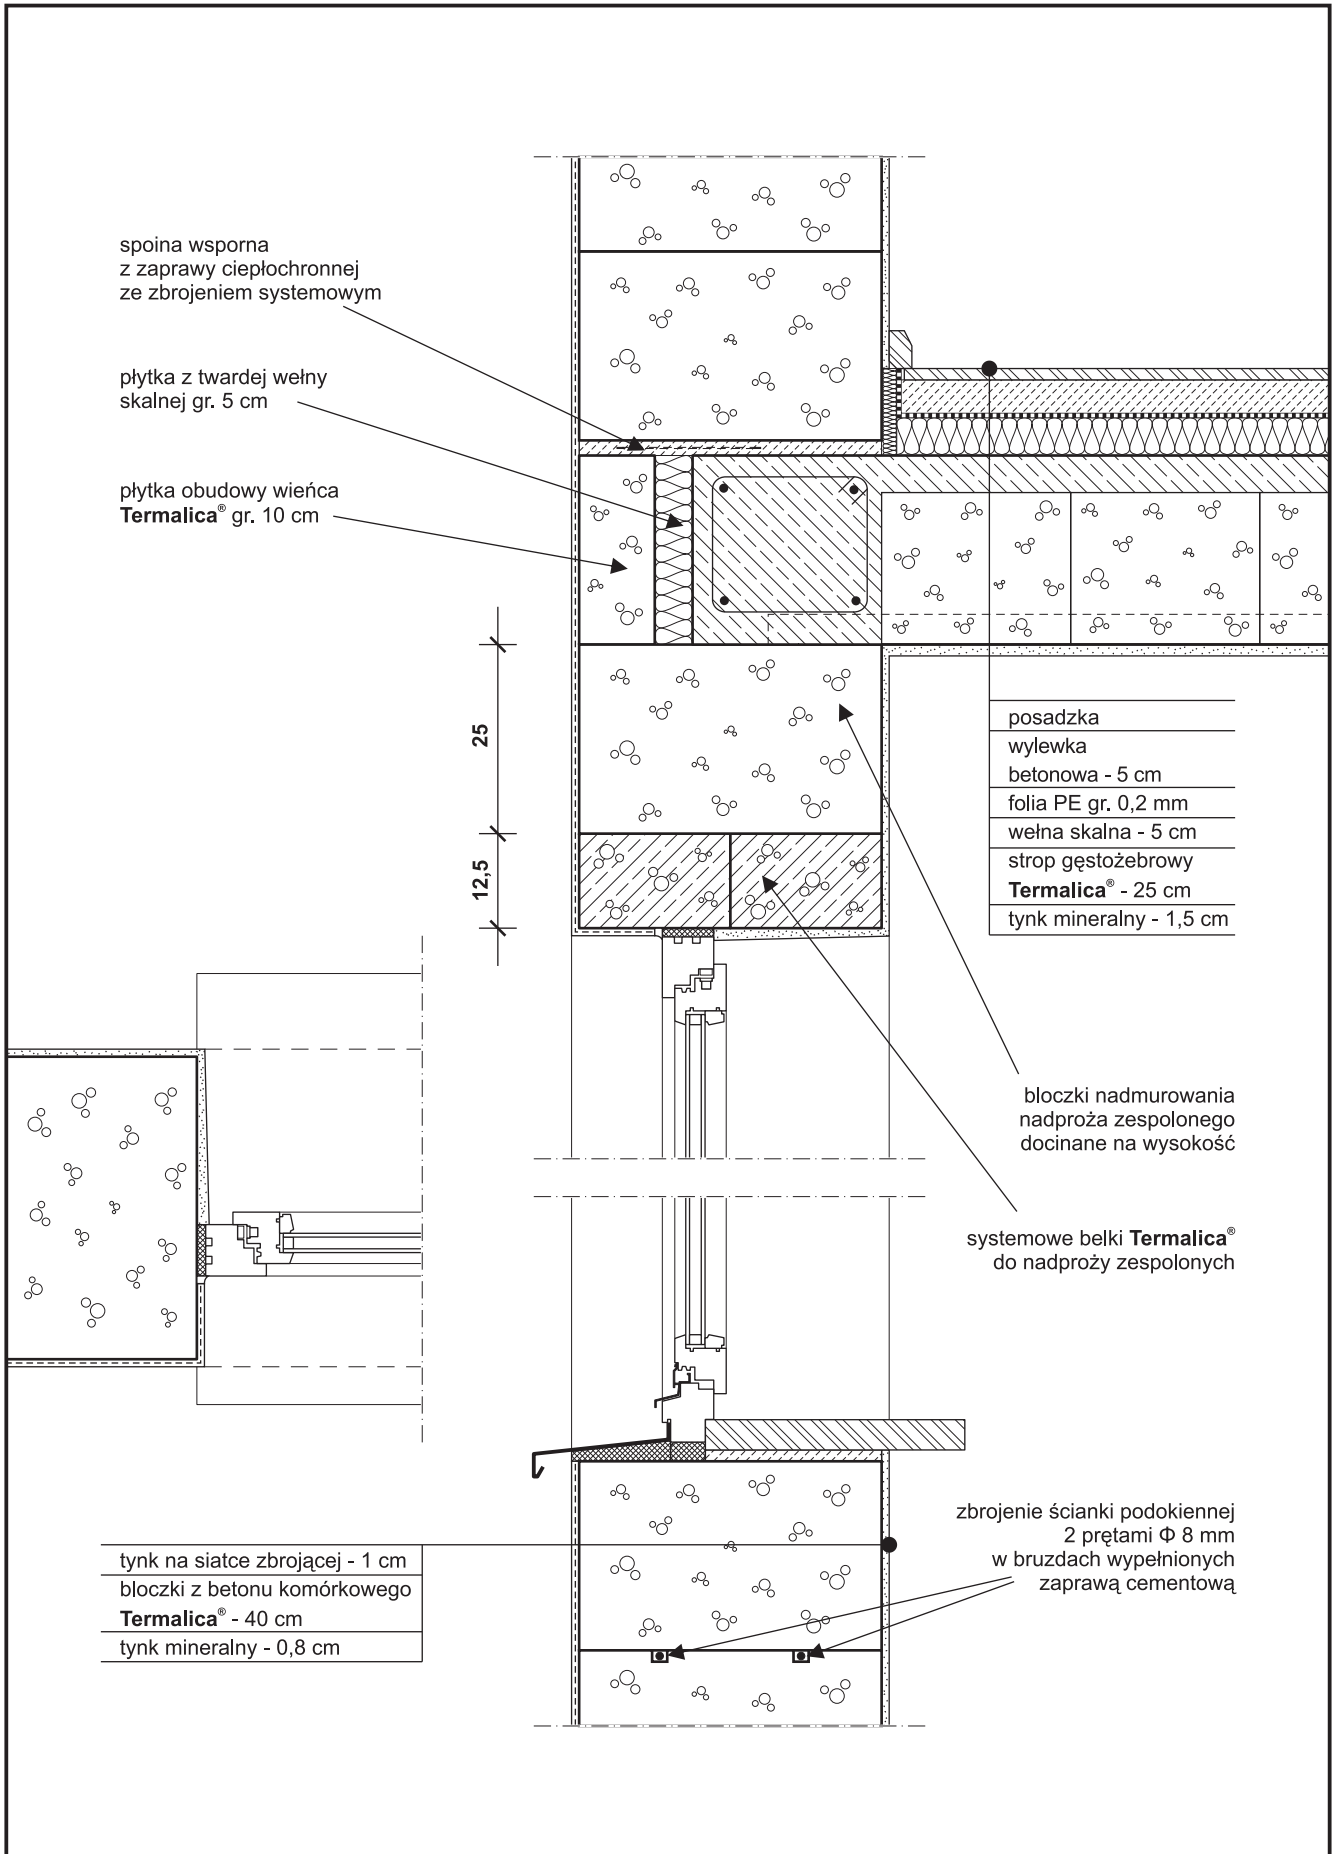 spoina wsporna
z zaprawy ciepłochronnej
ze zbrojeniem systemowym
płytka z twardej wełny
skalnej gr. 5 cm
płytka obudowy wieńca
Termalica® gr. 10 cm
25
12,5
posadzka
wylewka
betonowa - 5 cm
folia PE gr. 0,2 mm
wełna skalna - 5 cm
strop gęstożebrowy
Termalica® - 25 cm
tynk mineralny - 1,5 cm
bloczki nadmurowania
nadproża zespolonego
docinane na wysokość
systemowe belki Termalica®
do nadproży zespolonych
zbrojenie ścianki podokiennej
2 prętami Φ 8 mm
w bruzdach wypełnionych
zaprawą cementową
tynk na siatce zbrojącej - 1 cm
bloczki z betonu komórkowego
Termalica® - 40 cm
tynk mineralny - 0,8 cm